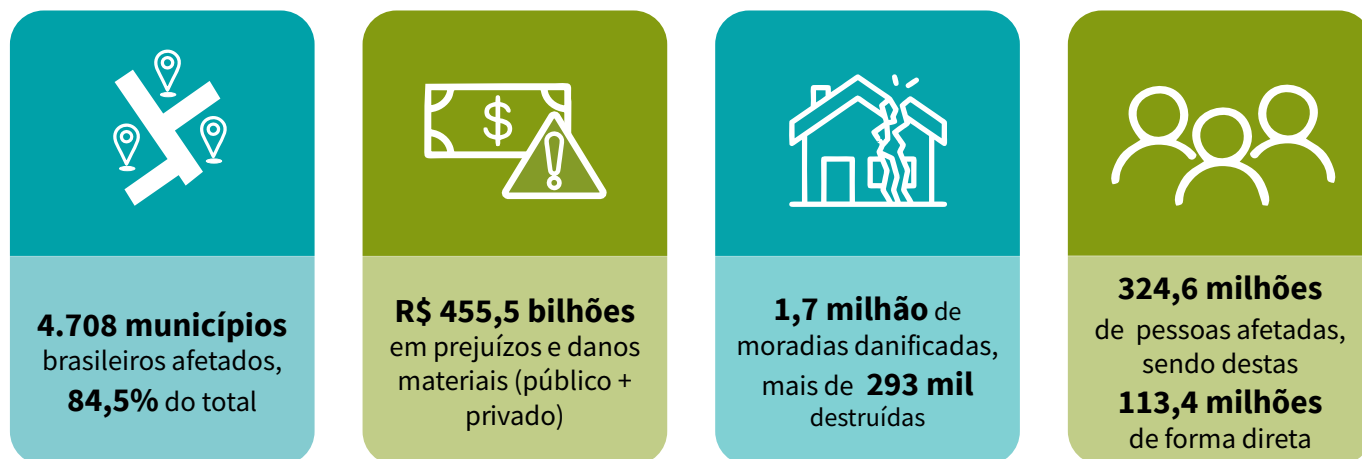 $
4.708 municípios
brasileiros afetados,
84,5% do total
R$ 455,5 bilhões
em prejuízos e danos
materiais (público +
privado)
1,7 milhão de
moradias danificadas,
mais de 293 mil
destruídas
324,6 milhões
de pessoas afetadas,
sendo destas
113,4 milhões
de forma direta